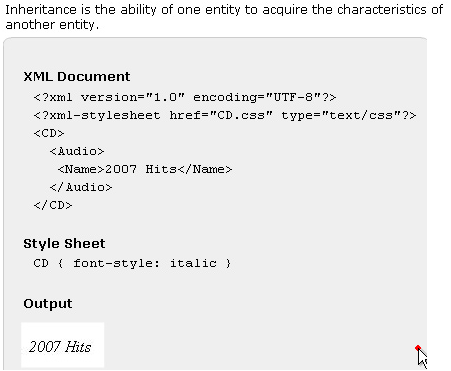 Inheritance is the ability of one entity to acquire the characteristics of
another entity.
XML Document
<?xml version="1.0" encoding="UTF-8"?>
<?xml-stylesheet href="CD.css" type="text/css"?>
<CD>
<Audio>
<Name>2007 Hits</Name>
</Audio>
</CD>
Style Sheet
CD { font-style: italic }
Output
2007 Hits